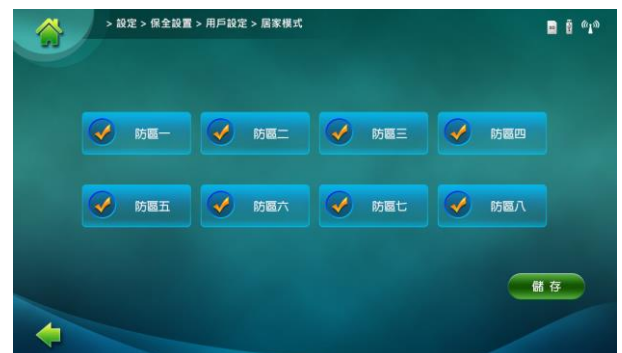 > 設定 > 保全設置 > 用戶設定 > 居家模式
防區一 防區二 防區三 防區四
防區五 防區六 防區七 防區八
儲存